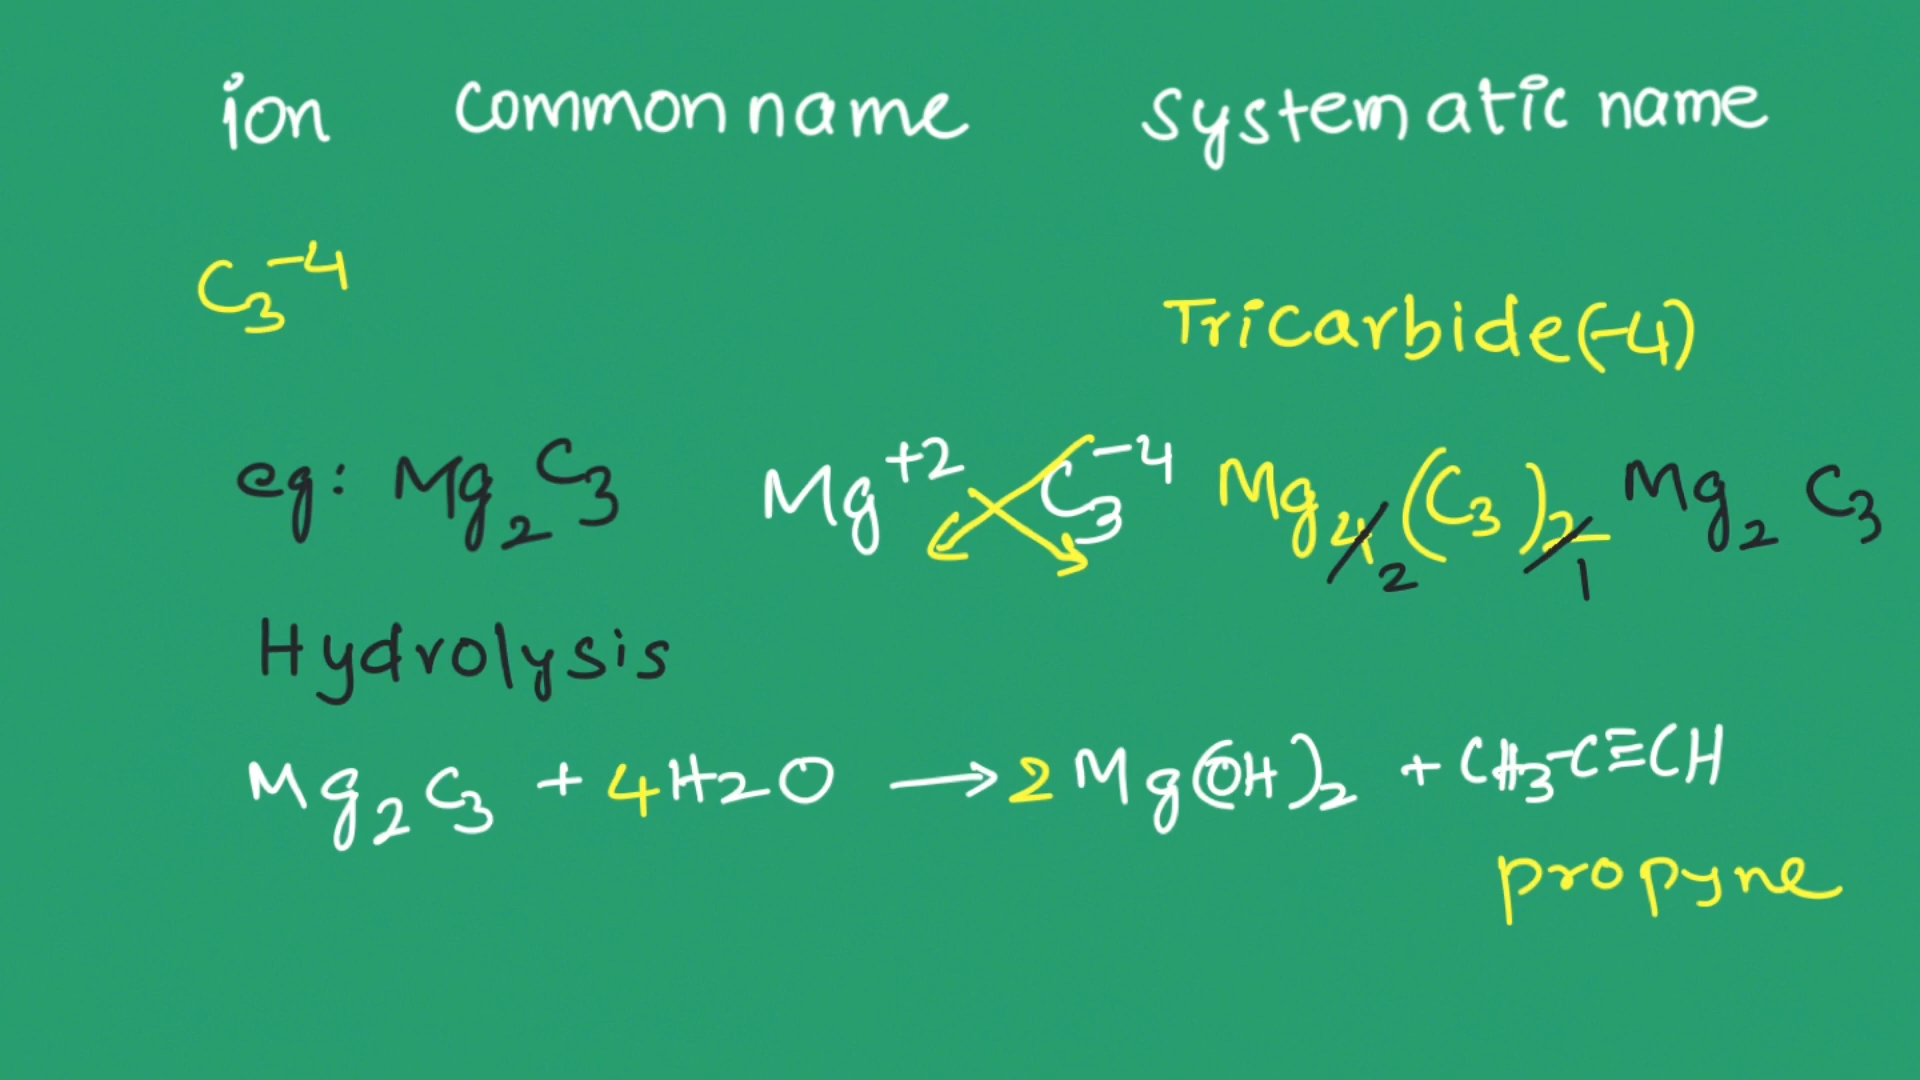 ion common name systematic name
C₃⁻⁴
Tricarbide(-4)
eg: Mg₂C₃ Mg⁺² C₃⁻⁴ Mg₄(C₃)₂ Mg₂C₃
2 1
Hydrolysis
Mg₂C₃ + 4H₂O → 2Mg(OH)₂ + CH₃-C≡CH
propyne